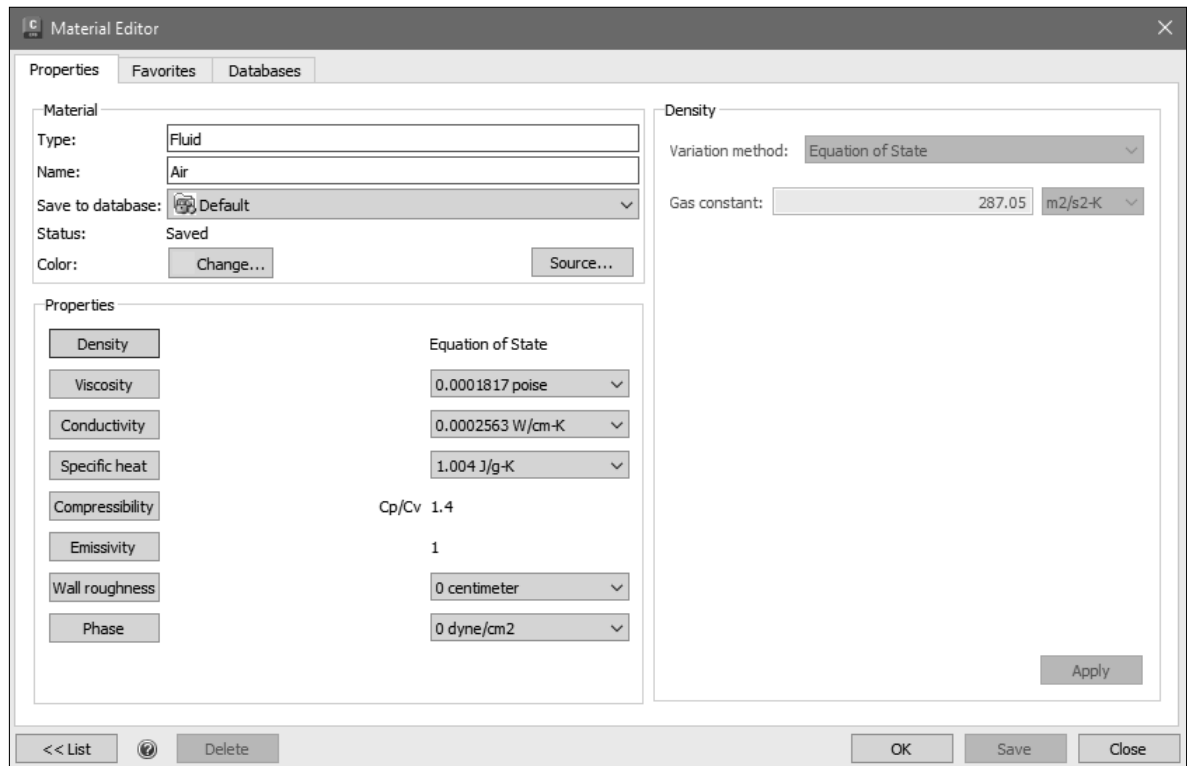 Material Editor
Properties Favorites Databases
Material
Type: Fluid
Name: Air
Save to database: Default
Status: Saved
Color: Change... Source...
Properties
Density Equation of State
Viscosity 0.0001817 poise
Conductivity 0.0002563 W/cm-K
Specific heat 1.004 J/g-K
Compressibility Cp/Cv 1.4
Emissivity 1
Wall roughness 0 centimeter
Phase 0 dyne/cm2
Density
Variation method: Equation of State
Gas constant: 287.05 m2/s2-K
Apply
<< List Delete OK Save Close